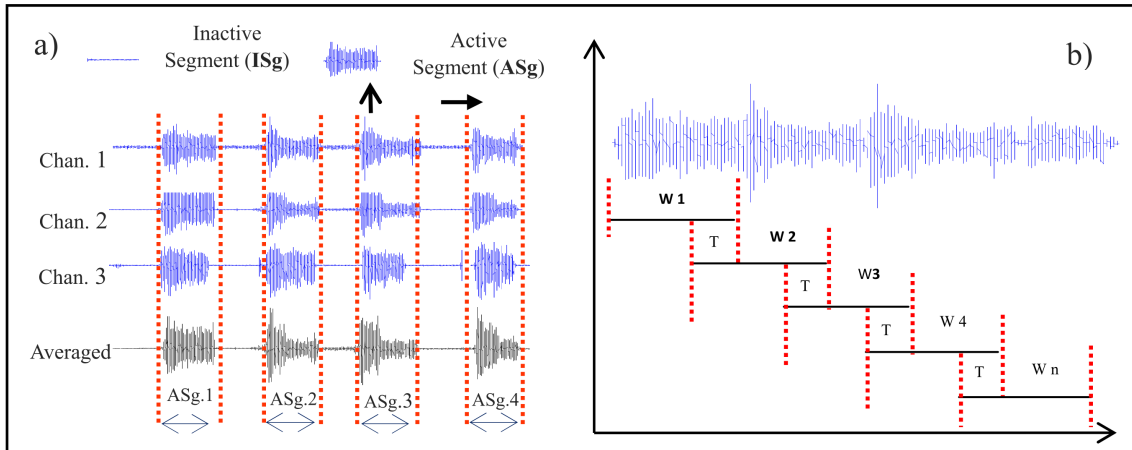 a)
Inactive
Segment (ISg)
Active
Segment (ASg)
Chan. 1
Chan. 2
Chan. 3
Averaged
ASg.1
ASg.2
ASg.3
ASg.4
b)
W 1
T
W 2
T
W3
T
W 4
T
W n